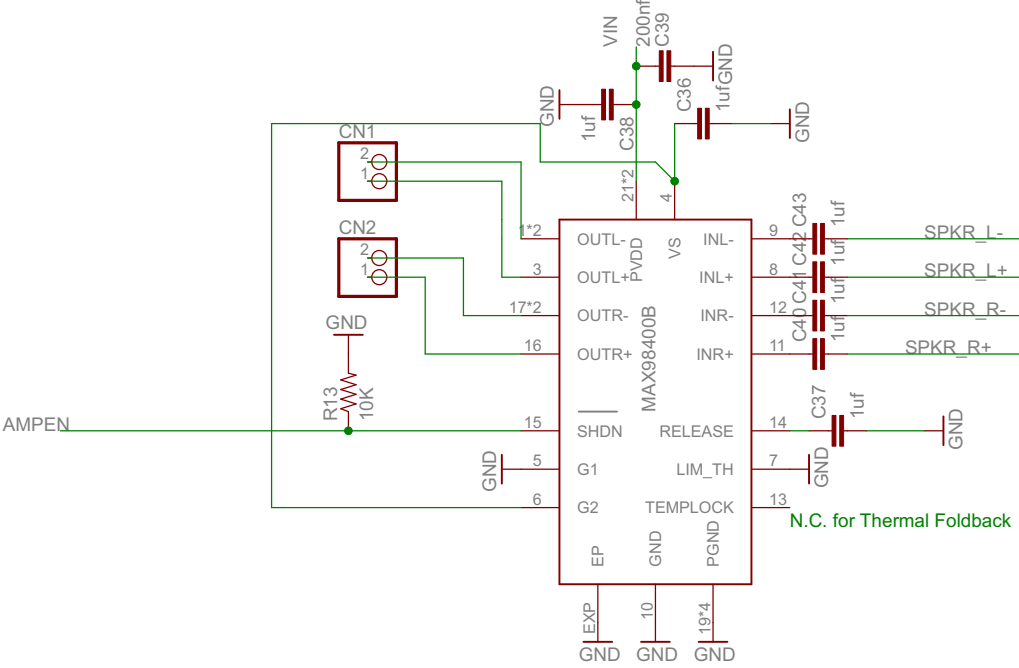 VIN
200nf
C39
GND
C36
1uf
GND
1uf
C38
GND
CN1
2
1
21*2
4
CN2
2
1
1*2
OUTL-
PVDD
VS
INL-
9
C43
1uf
SPKR_L-
3
OUTL+
INL+
8
C42
1uf
SPKR_L+
17*2
OUTR-
INR-
12
C41
1uf
SPKR_R-
16
OUTR+
MAX98400B
INR+
11
C40
1uf
SPKR_R+
GND
R13
10K
AMPEN
15
SHDN
RELEASE
14
C37
1uf
GND
GND
5
G1
LIM_TH
7
GND
6
G2
TEMPLOCK
13
N.C. for Thermal Foldback
EP
GND
PGND
EXP
10
19*4
GND
GND
GND